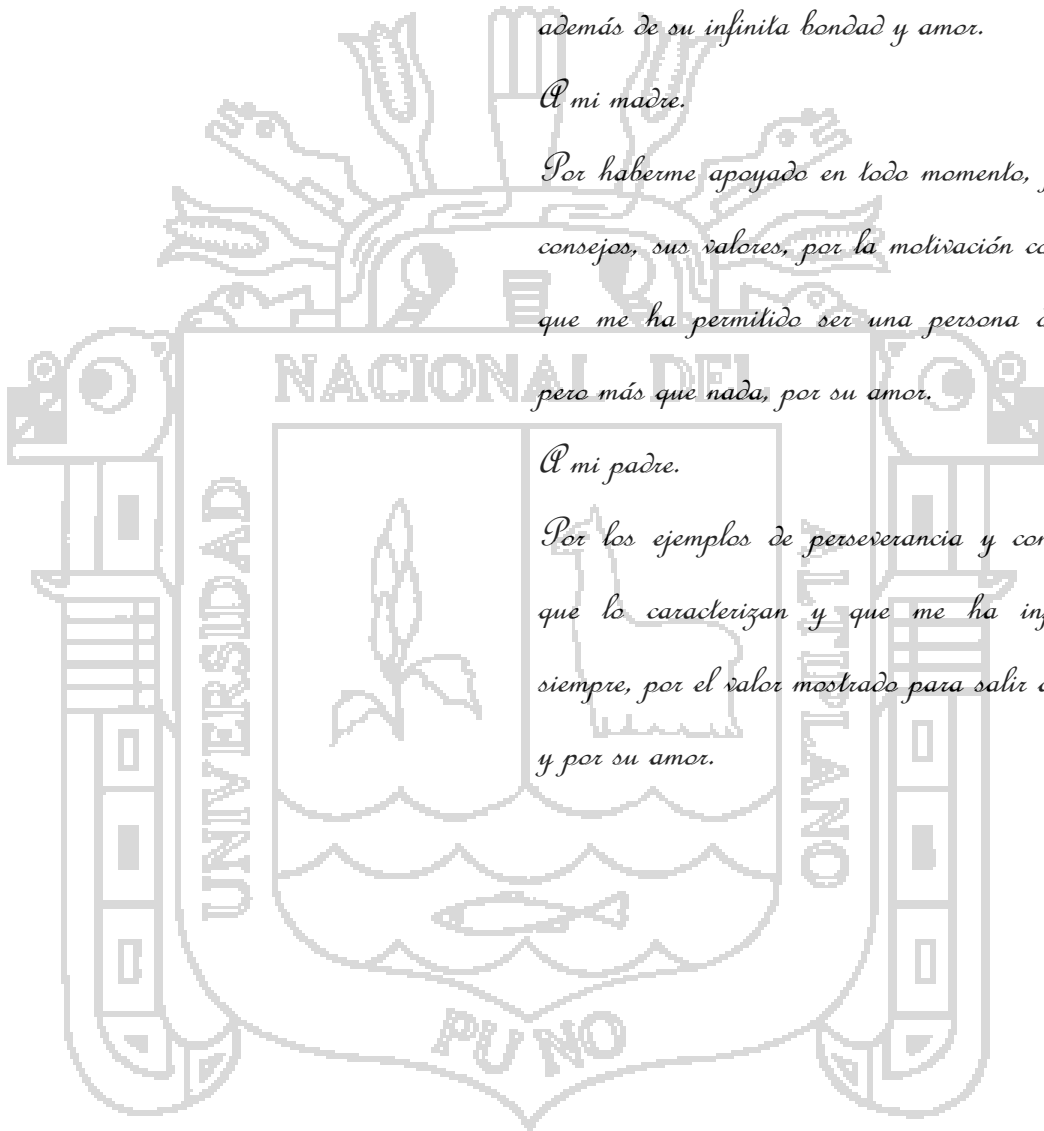 además de su infinita bondad y amor.
A mi madre.
Por haberme apoyado en todo momento,
consejos, sus valores, por la motivación co
que me ha permitido ser una persona
pero más que nada, por su amor.
A mi padre.
Por los ejemplos de perseverancia y con
que lo caracterizan y que me ha inf
siempre, por el valor mostrado para salir
y por su amor.
NACIONAL DEL
UNIVERSIDAD
ALTIPLANO
PUNO